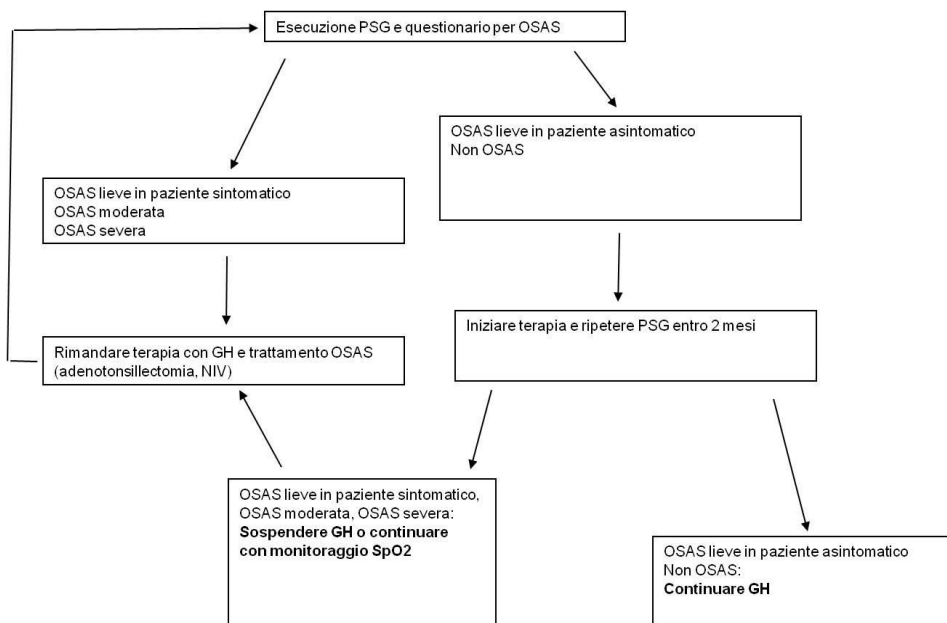 Esecuzione PSG e questionario per OSAS
OSAS lieve in paziente asintomatico
Non OSAS
OSAS lieve in paziente sintomatico
OSAS moderata
OSAS severa
Iniziare terapia e ripetere PSG entro 2 mesi
Rimandare terapia con GH e trattamento OSAS
(adenotonsillectomia, NIV)
OSAS lieve in paziente sintomatico,
OSAS moderata, OSAS severa:
Sospendere GH o continuare
con monitoraggio SpO2
OSAS lieve in paziente asintomatico
Non OSAS:
Continuare GH